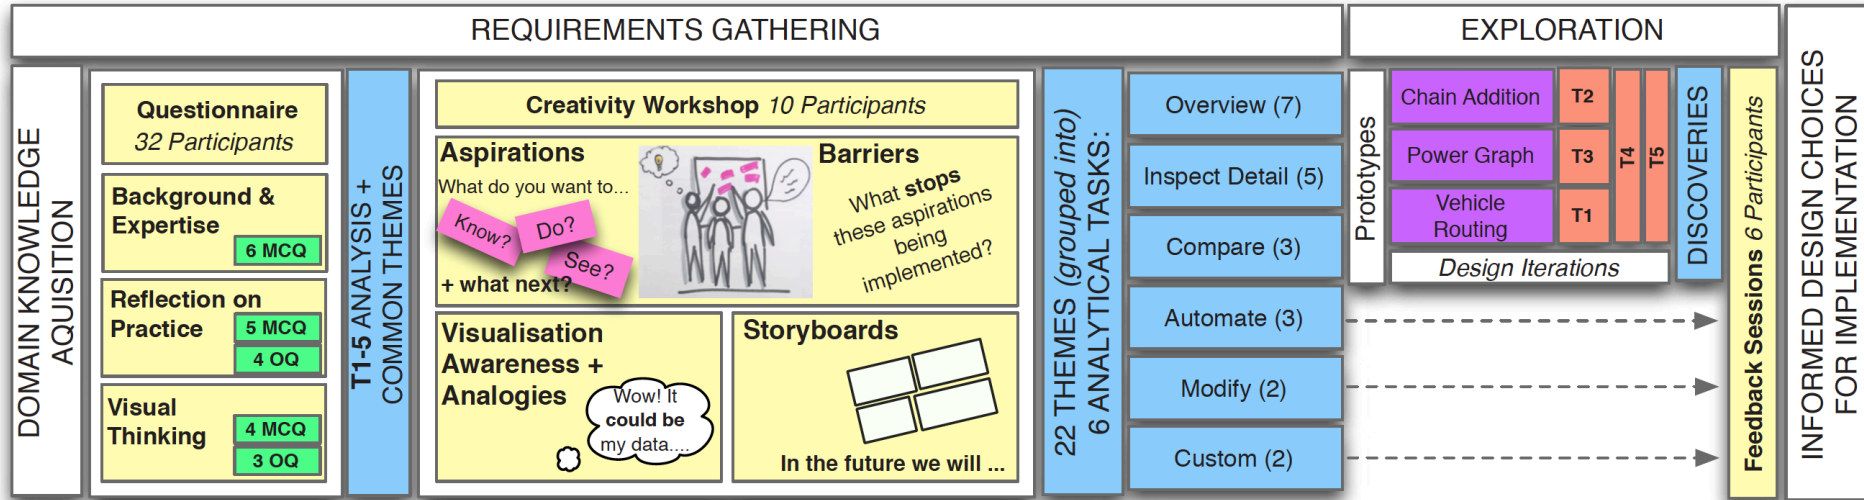 REQUIREMENTS GATHERING
EXPLORATION
DOMAIN KNOWLEDGE
AQUISITION
Questionnaire
32 Participants
Background &
Expertise
6 MCQ
Reflection on
Practice
5 MCQ
4 OQ
Visual
Thinking
4 MCQ
3 OQ
T1-5 ANALYSIS +
COMMON THEMES
Creativity Workshop 10 Participants
Aspirations
What do you want to...
Know?
Do?
See?
+ what next?
Barriers
What stops
these aspirations
being
implemented?
Visualisation
Awareness +
Analogies
Wow! It
could be
my data....
Storyboards
In the future we will ...
22 THEMES (grouped into)
6 ANALYTICAL TASKS:
Overview (7)
Inspect Detail (5)
Compare (3)
Automate (3)
Modify (2)
Custom (2)
Prototypes
Chain Addition
T2
Power Graph
T3
Vehicle
Routing
T1
T4
T5
Design Iterations
DISCOVERIES
Feedback Sessions 6 Participants
INFORMED DESIGN CHOICES
FOR IMPLEMENTATION